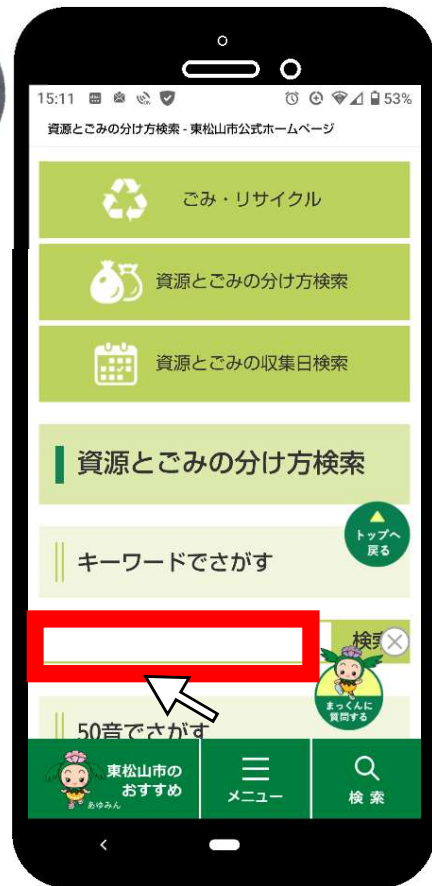 15:11
53%
資源とごみの分け方検索 - 東松山市公式ホームページ
ごみ・リサイクル
資源とごみの分け方検索
資源とごみの収集日検索
資源とごみの分け方検索
トップへ
戻る
キーワードでさがす
検索
まっくんに
質問する
50音でさがす
東松山市の
おすすめ
あゆみん
メニュー
検索